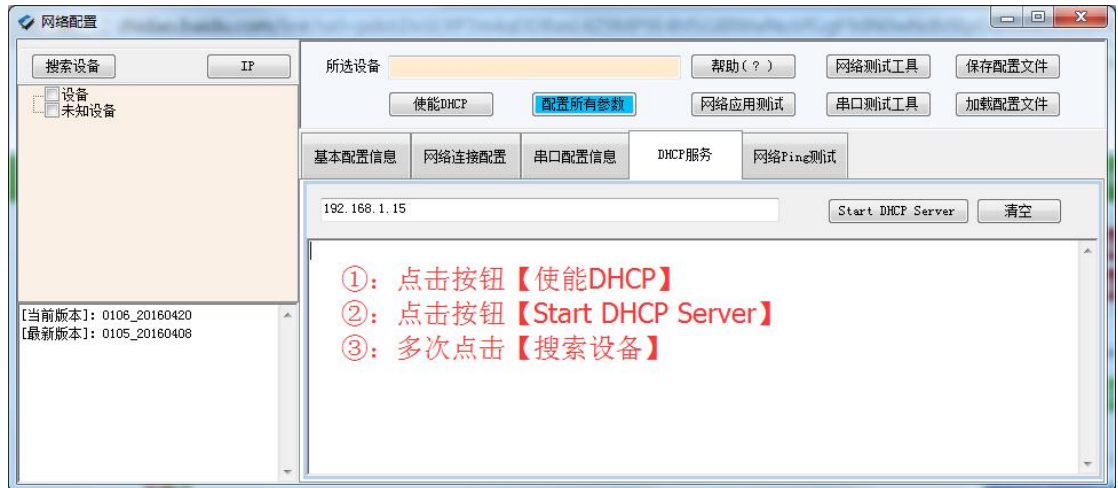 网络配置
搜索设备 IP
设备
未知设备
[当前版本]: 0106_20160420
[最新版本]: 0105_20160408
所选设备 帮助(?) 网络测试工具 保存配置文件
使能DHCP 配置所有参数 网络应用测试 串口测试工具 加载配置文件
基本配置信息 网络连接配置 串口配置信息 DHCP服务 网络Ping测试
192.168.1.15 Start DHCP Server 清空
①：点击按钮【使能DHCP】
②：点击按钮【Start DHCP Server】
③：多次点击【搜索设备】